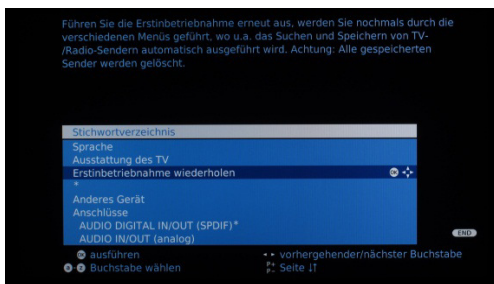 Führen Sie die Erstinbetriebnahme erneut aus, werden Sie nochmals durch die
verschiedenen Menüs geführt, wo u.a. das Suchen und Speichern von TV-
/Radio-Sendern automatisch ausgeführt wird. Achtung: Alle gespeicherten
Sender werden gelöscht.
Stichwortverzeichnis
Sprache
Ausstattung des TV
Erstinbetriebnahme wiederholen OK
*
Anderes Gerät
Anschlüsse
AUDIO DIGITAL IN/OUT (SPDIF)*
AUDIO IN/OUT (analog)
END
OK ausführen
vorhergehender/nächster Buchstabe
Buchstabe wählen
P+ P- Seite ↓↑